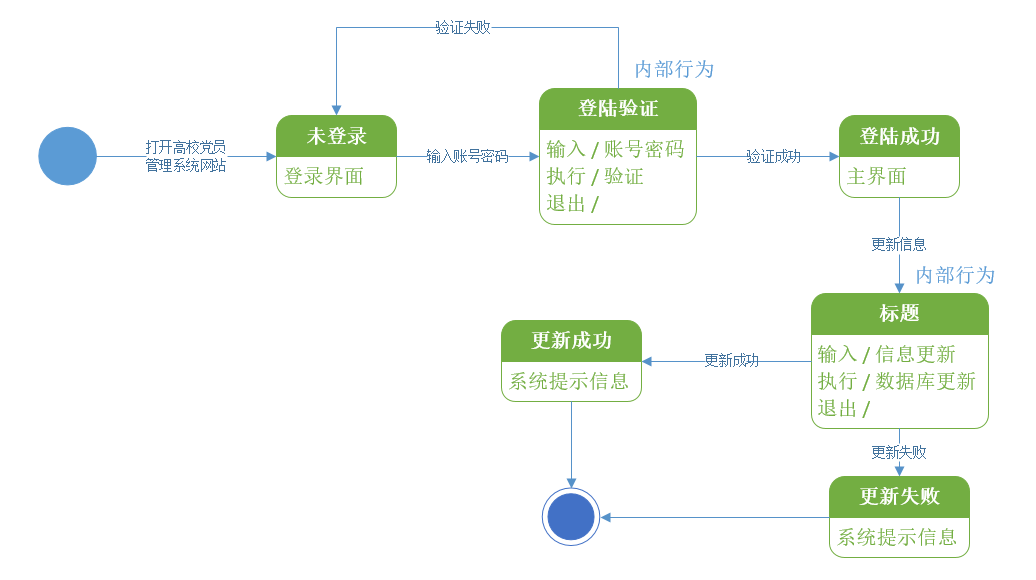 验证失败
内部行为
打开高校党员
管理系统网站
未登录
登录界面
输入账号密码
登陆验证
输入 / 账号密码
执行 / 验证
退出 /
验证成功
登陆成功
主界面
更新信息
内部行为
标题
输入 / 信息更新
执行 / 数据库更新
退出 /
更新成功
更新成功
系统提示信息
更新失败
更新失败
系统提示信息